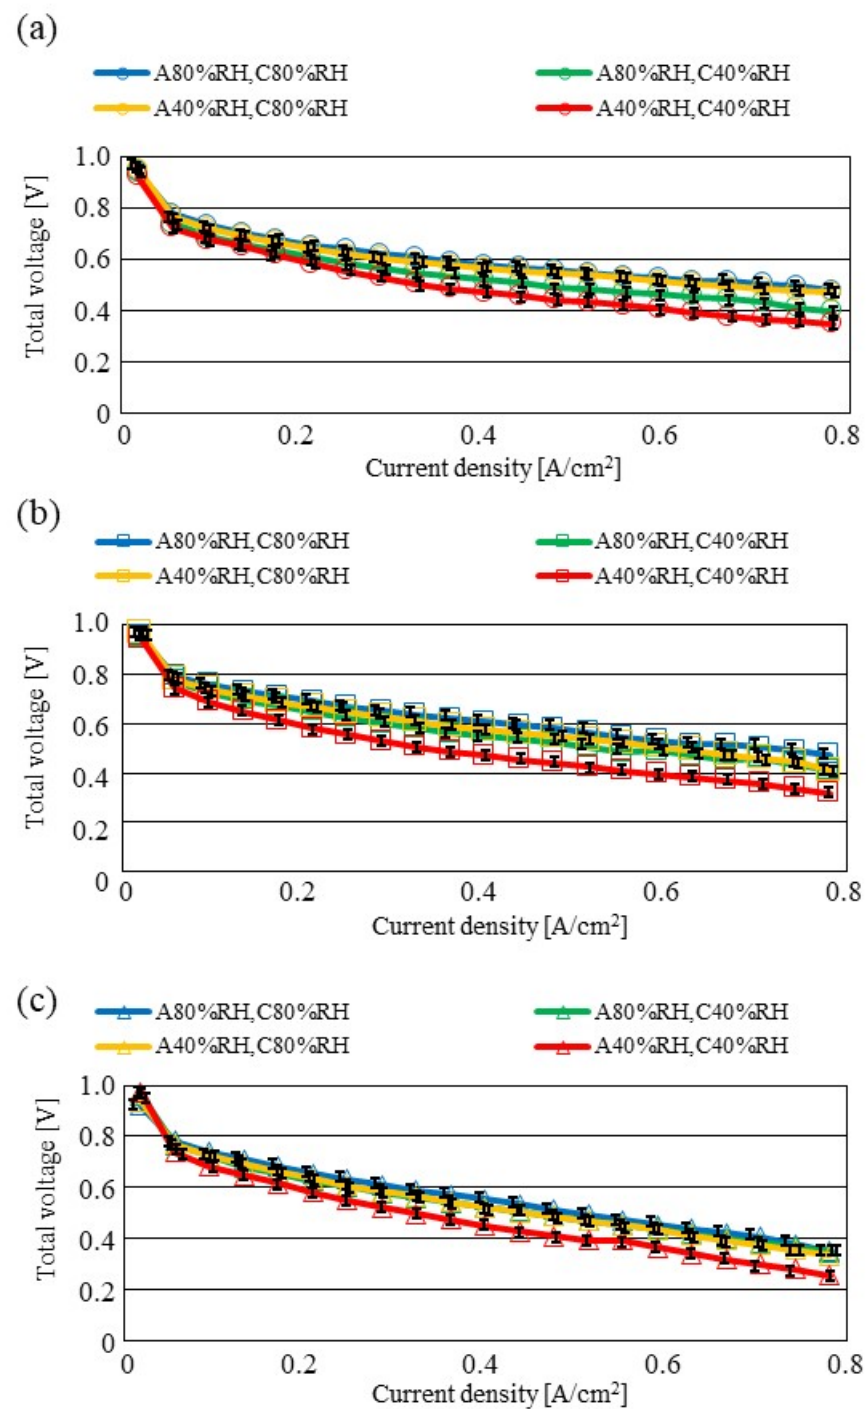 (a)
A80%RH,C80%RH A80%RH,C40%RH
A40%RH,C80%RH A40%RH,C40%RH
1.0
0.8
0.6
0.4
0.2
0
Total voltage [V]
0 0.2 0.4 0.6 0.8
Current density [A/cm²]
(b)
A80%RH,C80%RH A80%RH,C40%RH
A40%RH,C80%RH A40%RH,C40%RH
1.0
0.8
0.6
0.4
0.2
0
Total voltage [V]
0 0.2 0.4 0.6 0.8
Current density [A/cm²]
(c)
A80%RH,C80%RH A80%RH,C40%RH
A40%RH,C80%RH A40%RH,C40%RH
1.0
0.8
0.6
0.4
0.2
0
Total voltage [V]
0 0.2 0.4 0.6 0.8
Current density [A/cm²]